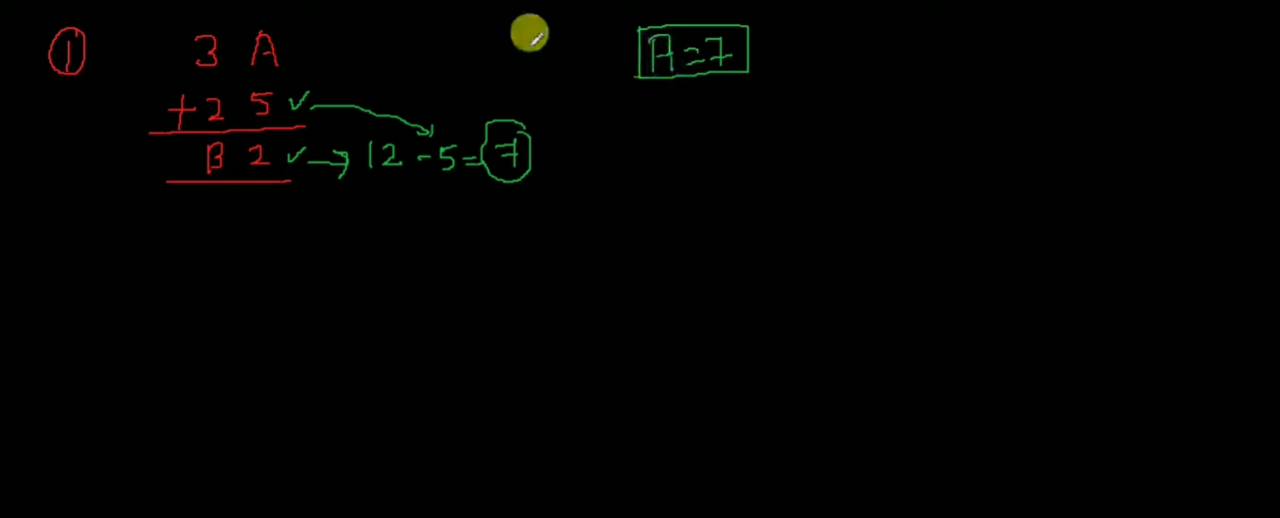 ① 3 A A=7
+ 2 5 ✓
B 2 ✓ → 12 - 5 = 7